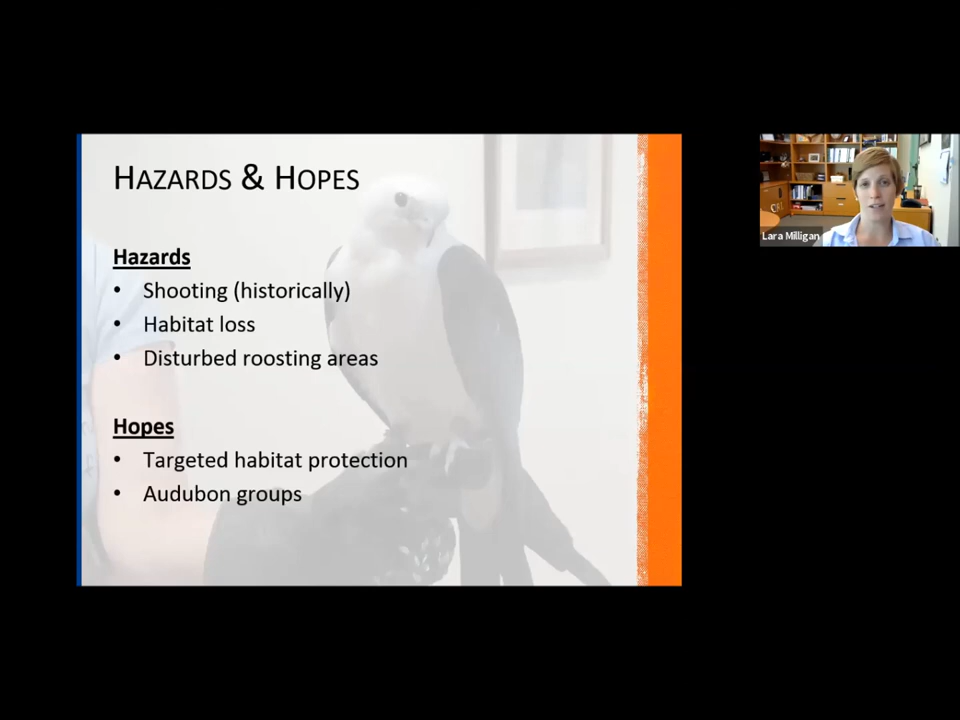 HAZARDS & HOPES
Hazards
• Shooting (historically)
• Habitat loss
• Disturbed roosting areas
Hopes
• Targeted habitat protection
• Audubon groups
Lara Milligan